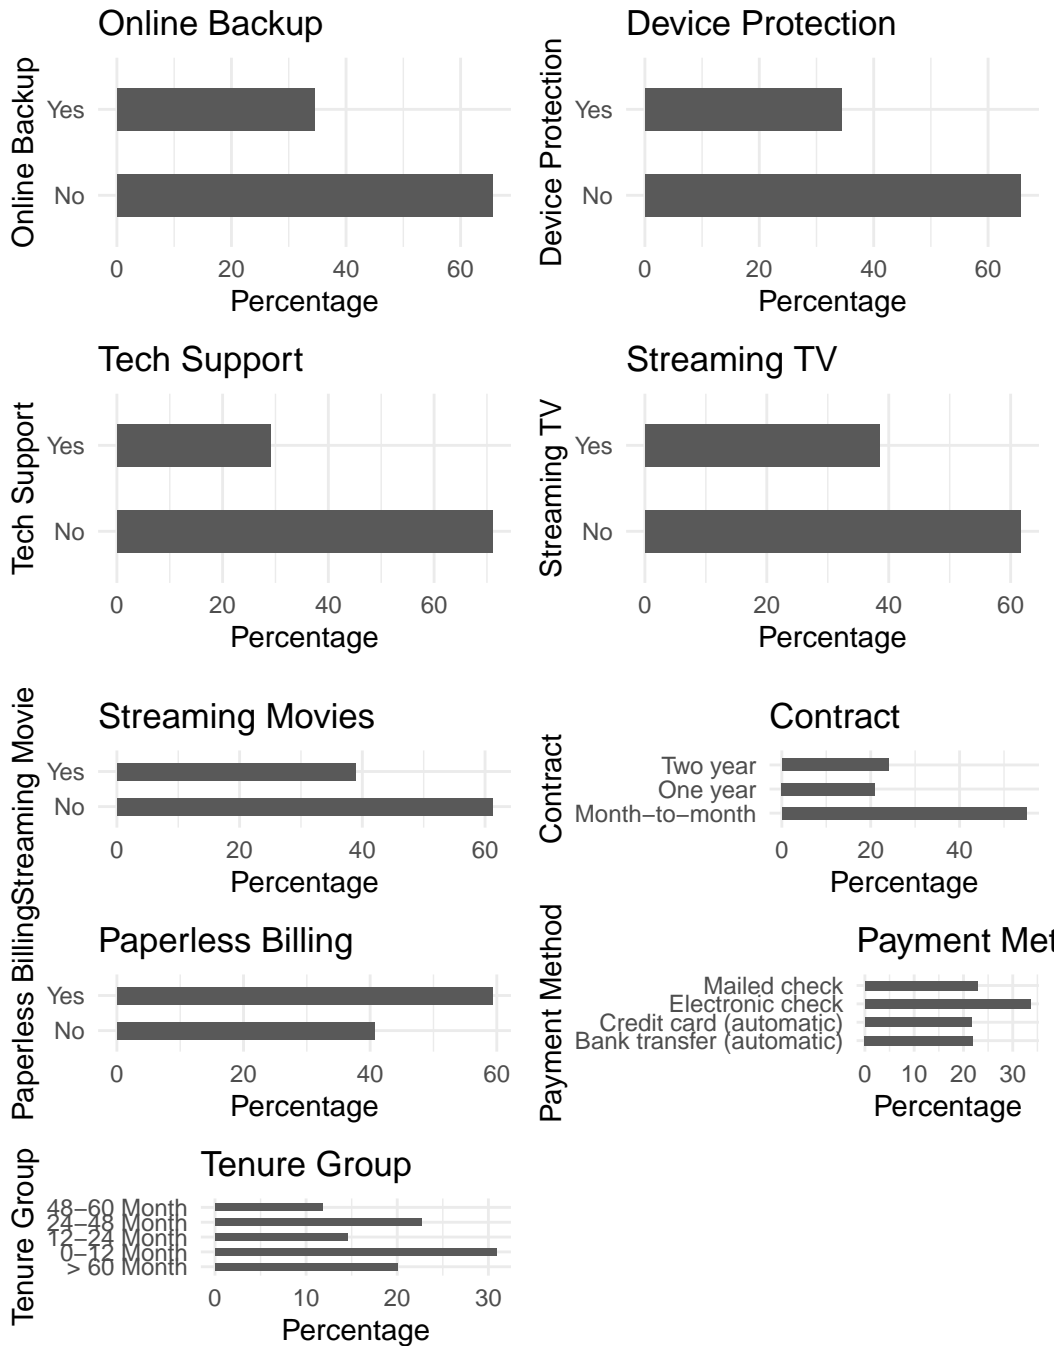 Online Backup
Online Backup
Yes
No
0 20 40 60
Percentage
Device Protection
Device Protection
Yes
No
0 20 40 60
Percentage
Tech Support
Tech Support
Yes
No
0 20 40 60
Percentage
Streaming TV
Streaming TV
Yes
No
0 20 40 60
Percentage
Streaming Movies
Streaming Movie
Yes
No
0 20 40 60
Percentage
Contract
Contract
Two year
One year
Month−to−month
0 20 40
Percentage
Paperless Billing
Paperless Billing
Yes
No
0 20 40 60
Percentage
Payment Met
Payment Method
Mailed check
Electronic check
Credit card (automatic)
Bank transfer (automatic)
0 10 20 30
Percentage
Tenure Group
Tenure Group
48−60 Month
24−48 Month
12−24 Month
0−12 Month
> 60 Month
0 10 20 30
Percentage